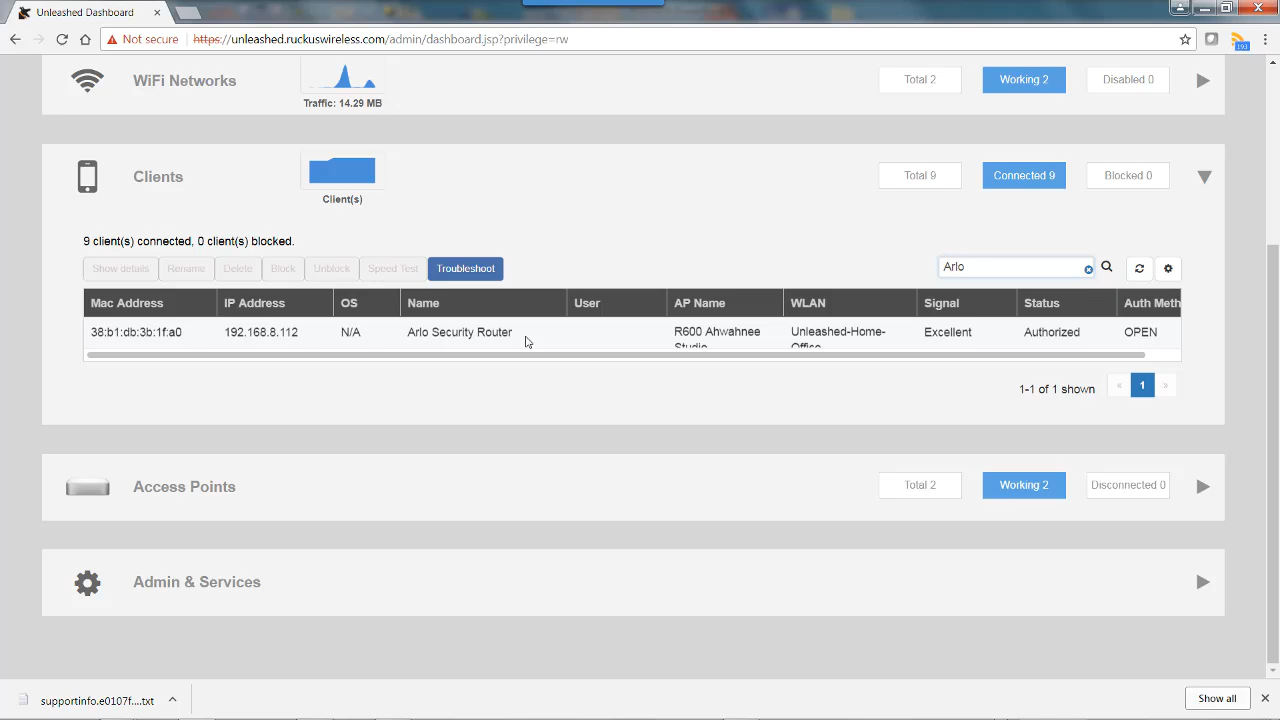 Unleashed Dashboard
Not secure
https://unleashed.ruckuswireless.com/admin/dashboard.jsp?privilege=rw
193
WiFi Networks
Traffic: 14.29 MB
Total 2
Working 2
Disabled 0
Clients
Client(s)
Total 9
Connected 9
Blocked 0
9 client(s) connected, 0 client(s) blocked.
Show details
Rename
Delete
Block
Unblock
Speed Test
Troubleshoot
Arlo
Mac Address IP Address OS Name User AP Name WLAN Signal Status Auth Meth
38:b1:db:3b:1f:a0 192.168.8.112 N/A Arlo Security Router R600 Ahwahnee Unleashed-Home- Excellent Authorized OPEN
Studio Office
1-1 of 1 shown
« 1 »
Access Points
Total 2
Working 2
Disconnected 0
Admin & Services
supportinfo.e0107f....txt
Show all